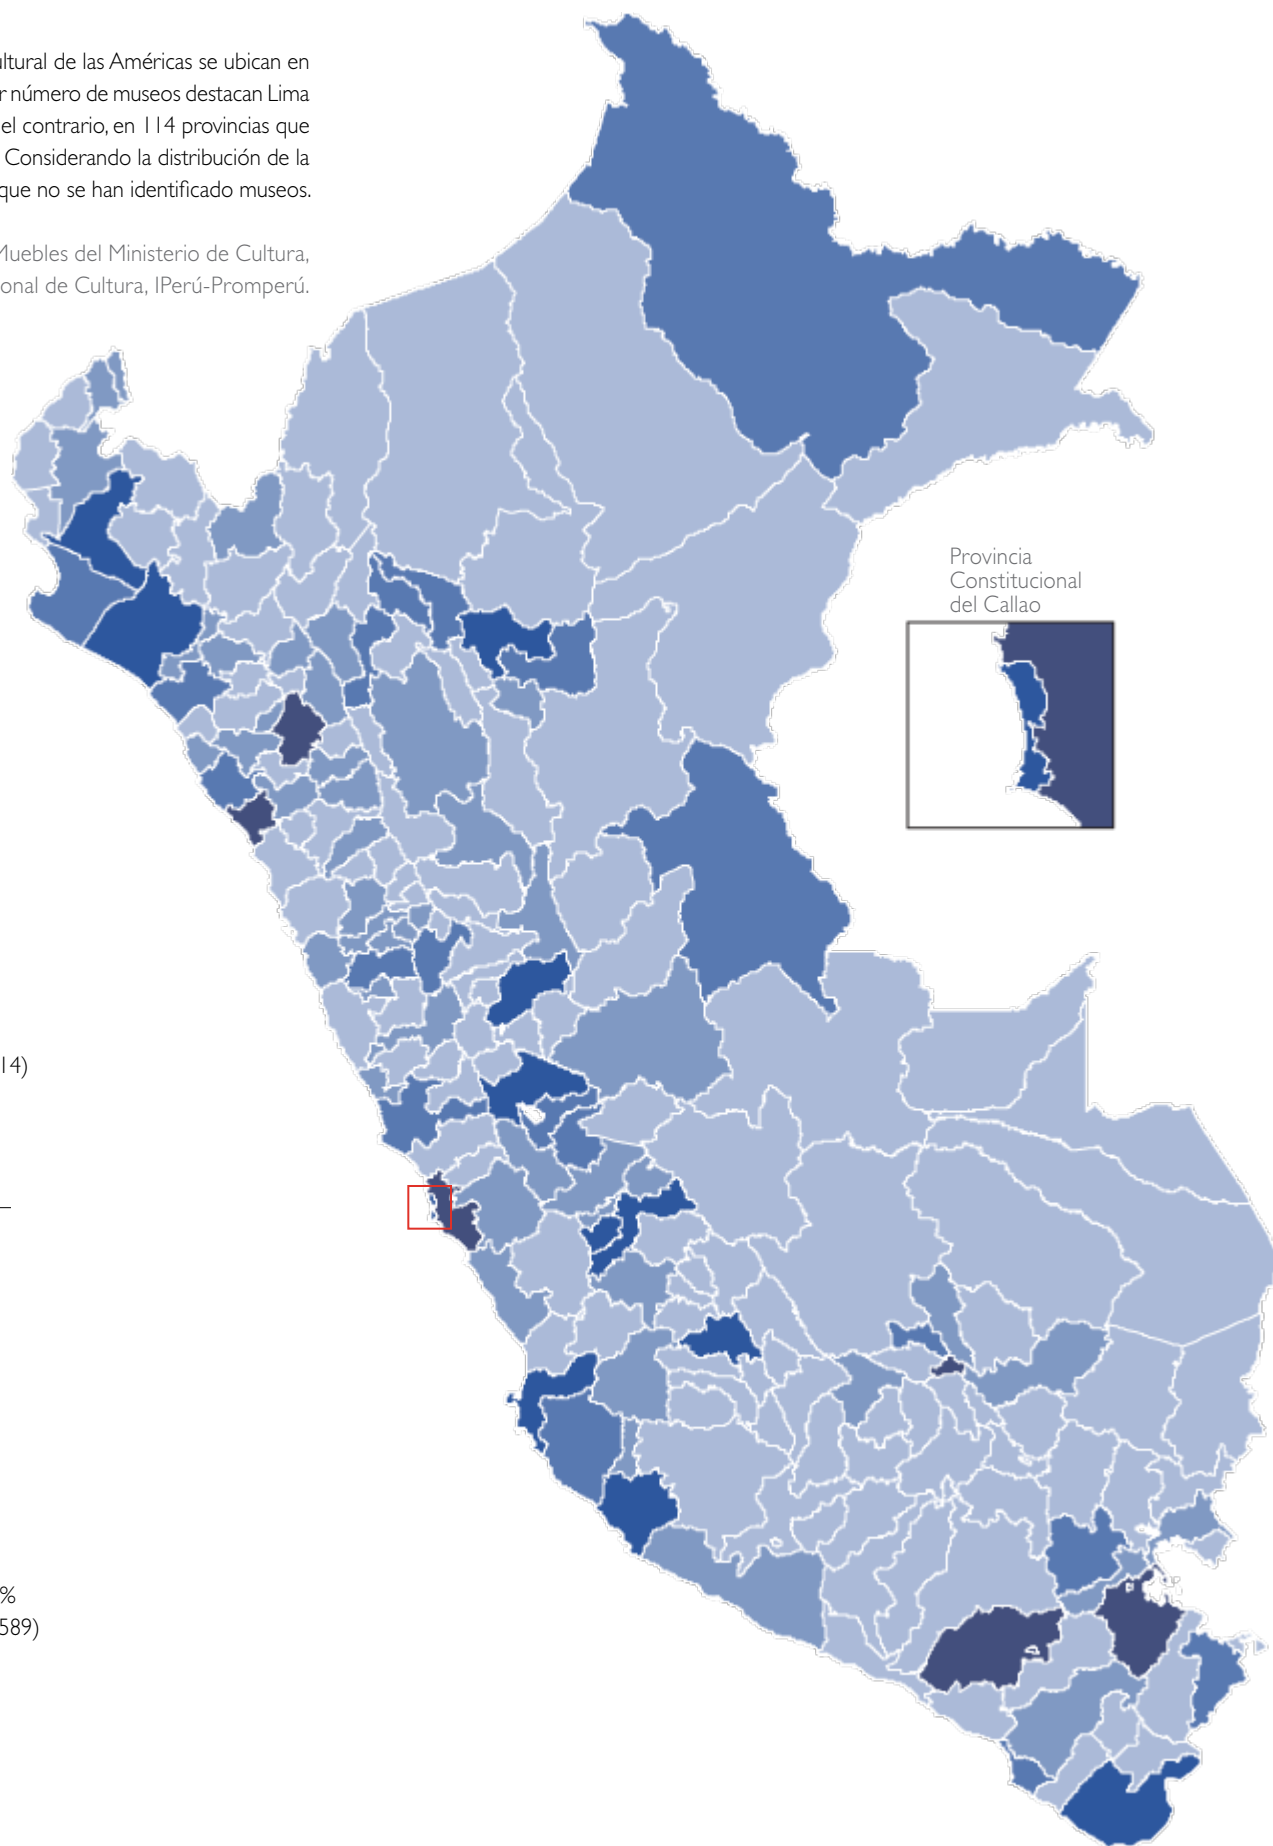 ultural de las Américas se ubican en
r número de museos destacan Lima
el contrario, en 114 provincias que
Considerando la distribución de la
que no se han identificado museos.
Muebles del Ministerio de Cultura,
onal de Cultura, IPerú-Promperú.
Provincia
Constitucional
del Callao
14)
%
589)